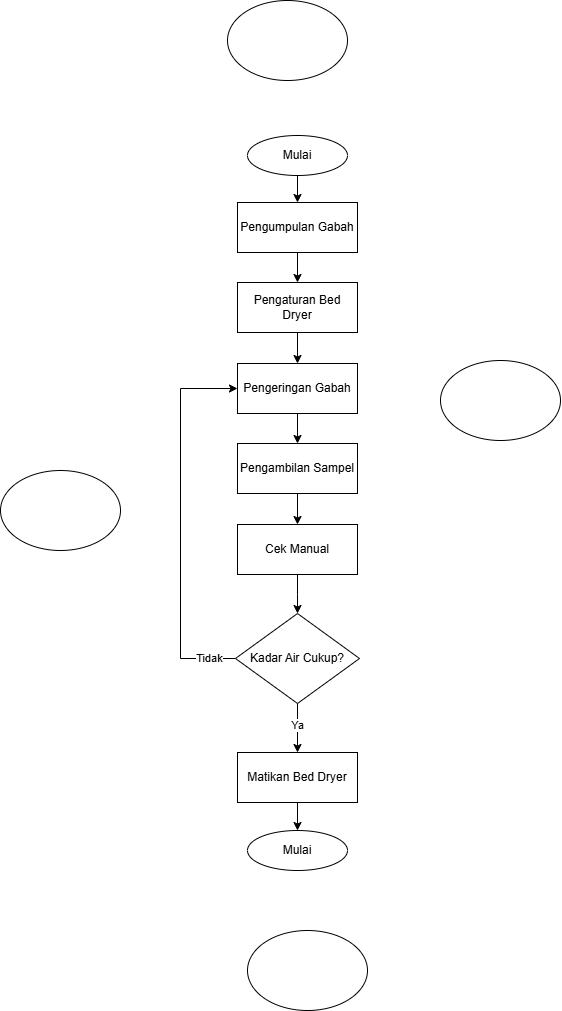 Mulai
Pengumpulan Gabah
Pengaturan Bed
Dryer
Pengeringan Gabah
Pengambilan Sampel
Cek Manual
Kadar Air Cukup?
Tidak
Ya
Matikan Bed Dryer
Mulai